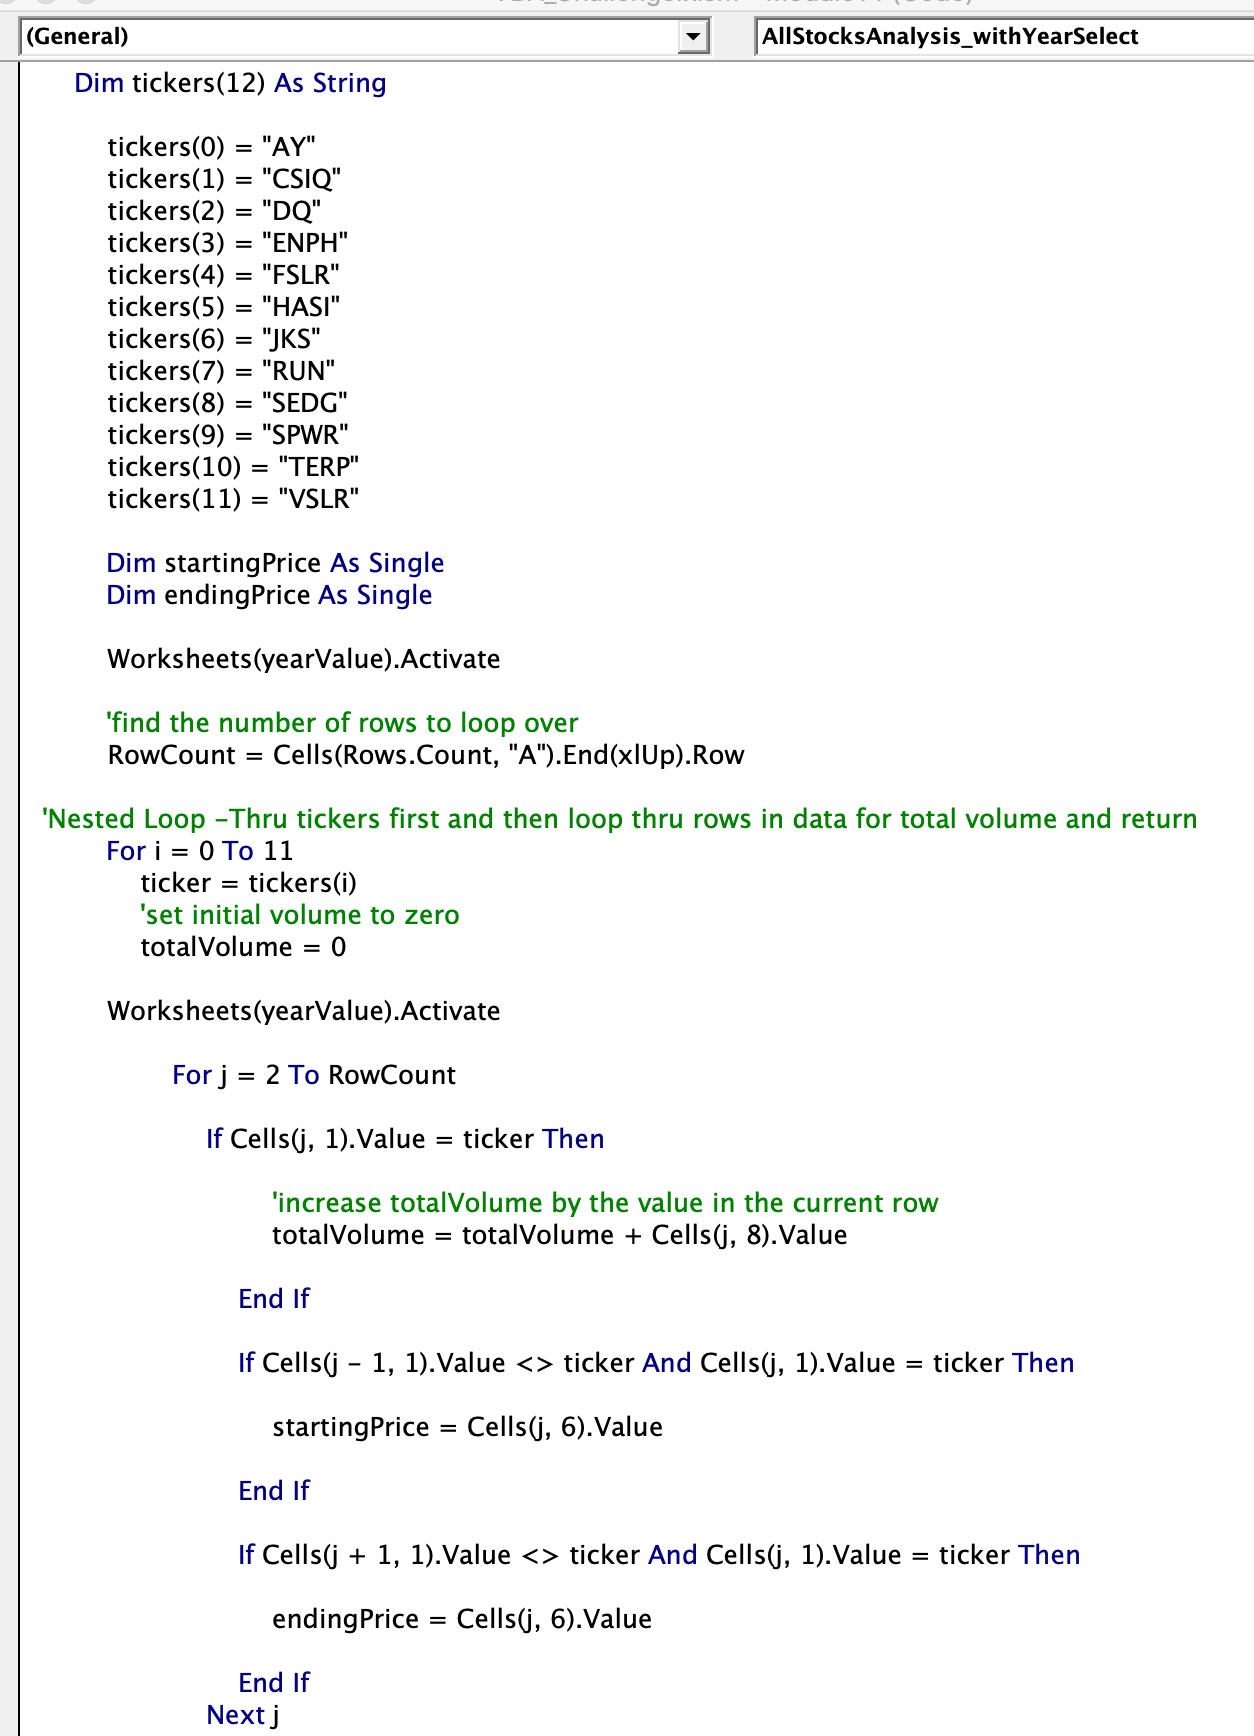 (General)
AllStocksAnalysis_withYearSelect
Dim tickers(12) As String
tickers(0) = "AY"
tickers(1) = "CSIQ"
tickers(2) = "DQ"
tickers(3) = "ENPH"
tickers(4) = "FSLR"
tickers(5) = "HASI"
tickers(6) = "JKS"
tickers(7) = "RUN"
tickers(8) = "SEDG"
tickers(9) = "SPWR"
tickers(10) = "TERP"
tickers(11) = "VSLR"
Dim startingPrice As Single
Dim endingPrice As Single
Worksheets(yearValue).Activate
'find the number of rows to loop over
RowCount = Cells(Rows.Count, "A").End(xlUp).Row
'Nested Loop -Thru tickers first and then loop thru rows in data for total volume and return
For i = 0 To 11
ticker = tickers(i)
'set initial volume to zero
totalVolume = 0
Worksheets(yearValue).Activate
For j = 2 To RowCount
If Cells(j, 1).Value = ticker Then
'increase totalVolume by the value in the current row
totalVolume = totalVolume + Cells(j, 8).Value
End If
If Cells(j - 1, 1).Value <> ticker And Cells(j, 1).Value = ticker Then
startingPrice = Cells(j, 6).Value
End If
If Cells(j + 1, 1).Value <> ticker And Cells(j, 1).Value = ticker Then
endingPrice = Cells(j, 6).Value
End If
Next j